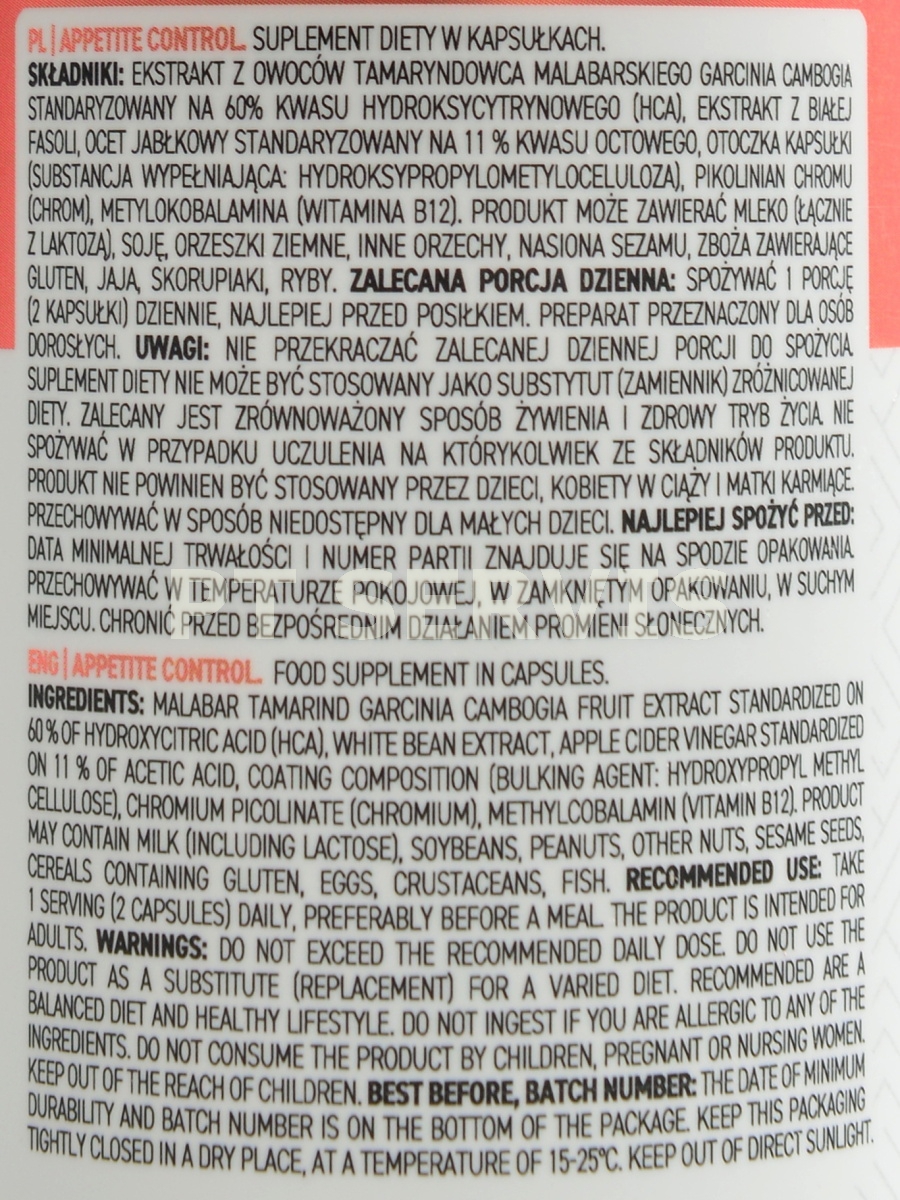 PL | APPETITE CONTROL. SUPLEMENT DIETY W KAPSUŁKACH.
SKŁADNIKI: EKSTRAKT Z OWOCÓW TAMARYNDOWCA MALABARSKIEGO GARCINIA CAMBOGIA
STANDARYZOWANY NA 60% KWASU HYDROKSYCYTRYNOWEGO (HCA), EKSTRAKT Z BIAŁEJ
FASOLI, OCET JABŁKOWY STANDARYZOWANY NA 11 % KWASU OCTOWEGO, OTOCZKA KAPSUŁKI
(SUBSTANCJA WYPEŁNIAJĄCA: HYDROKSYPROPYLOMETYLOCELULOZA), PIKOLINIAN CHROMU
(CHROM), METYLOKOBALAMINA (WITAMINA B12). PRODUKT MOŻE ZAWIERAĆ MLEKO (ŁĄCZNIE
Z LAKTOZĄ), SOJĘ, ORZESZKI ZIEMNE, INNE ORZECHY, NASIONA SEZAMU, ZBOŻA ZAWIERAJĄCE
GLUTEN, JAJA, SKORUPIAKI, RYBY. ZALECANA PORCJA DZIENNA: SPOŻYWAĆ 1 PORCJĘ
(2 KAPSUŁKI) DZIENNIE, NAJLEPIEJ PRZED POSIŁKIEM. PREPARAT PRZEZNACZONY DLA OSÓB
DOROSŁYCH. UWAGI: NIE PRZEKRACZAĆ ZALECANEJ DZIENNEJ PORCJI DO SPOŻYCIA.
SUPLEMENT DIETY NIE MOŻE BYĆ STOSOWANY JAKO SUBSTYTUT (ZAMIENNIK) ZRÓŻNICOWANEJ
DIETY. ZALECANY JEST ZRÓWNOWAŻONY SPOSÓB ŻYWIENIA I ZDROWY TRYB ŻYCIA. NIE
SPOŻYWAĆ W PRZYPADKU UCZULENIA NA KTÓRYKOLWIEK ZE SKŁADNIKÓW PRODUKTU.
PRODUKT NIE POWINIEN BYĆ STOSOWANY PRZEZ DZIECI, KOBIETY W CIĄŻY I MATKI KARMIĄCE.
PRZECHOWYWAĆ W SPOSÓB NIEDOSTĘPNY DLA MAŁYCH DZIECI. NAJLEPIEJ SPOŻYĆ PRZED:
DATA MINIMALNEJ TRWAŁOŚCI I NUMER PARTII ZNAJDUJE SIĘ NA SPODZIE OPAKOWANIA.
PRZECHOWYWAĆ W TEMPERATURZE POKOJOWEJ, W ZAMKNIĘTYM OPAKOWANIU, W SUCHYM
PT SERVIS
MIEJSCU. CHRONIĆ PRZED BEZPOŚREDNIM DZIAŁANIEM PROMIENI SŁONECZNYCH.
ENG | APPETITE CONTROL. FOOD SUPPLEMENT IN CAPSULES.
INGREDIENTS: MALABAR TAMARIND GARCINIA CAMBOGIA FRUIT EXTRACT STANDARDIZED ON
60 % OF HYDROXYCITRIC ACID (HCA), WHITE BEAN EXTRACT, APPLE CIDER VINEGAR STANDARDIZED
ON 11 % OF ACETIC ACID, COATING COMPOSITION (BULKING AGENT: HYDROXYPROPYL METHYL
CELLULOSE), CHROMIUM PICOLINATE (CHROMIUM), METHYLCOBALAMIN (VITAMIN B12). PRODUCT
MAY CONTAIN MILK (INCLUDING LACTOSE), SOYBEANS, PEANUTS, OTHER NUTS, SESAME SEEDS,
CEREALS CONTAINING GLUTEN, EGGS, CRUSTACEANS, FISH. RECOMMENDED USE: TAKE
1 SERVING (2 CAPSULES) DAILY, PREFERABLY BEFORE A MEAL. THE PRODUCT IS INTENDED FOR
ADULTS. WARNINGS: DO NOT EXCEED THE RECOMMENDED DAILY DOSE. DO NOT USE THE
PRODUCT AS A SUBSTITUTE (REPLACEMENT) FOR A VARIED DIET. RECOMMENDED ARE A
BALANCED DIET AND HEALTHY LIFESTYLE. DO NOT INGEST IF YOU ARE ALLERGIC TO ANY OF THE
INGREDIENTS. DO NOT CONSUME THE PRODUCT BY CHILDREN, PREGNANT OR NURSING WOMEN.
KEEP OUT OF THE REACH OF CHILDREN. BEST BEFORE, BATCH NUMBER: THE DATE OF MINIMUM
DURABILITY AND BATCH NUMBER IS ON THE BOTTOM OF THE PACKAGE. KEEP THIS PACKAGING
TIGHTLY CLOSED IN A DRY PLACE, AT A TEMPERATURE OF 15-25°C. KEEP OUT OF DIRECT SUNLIGHT.